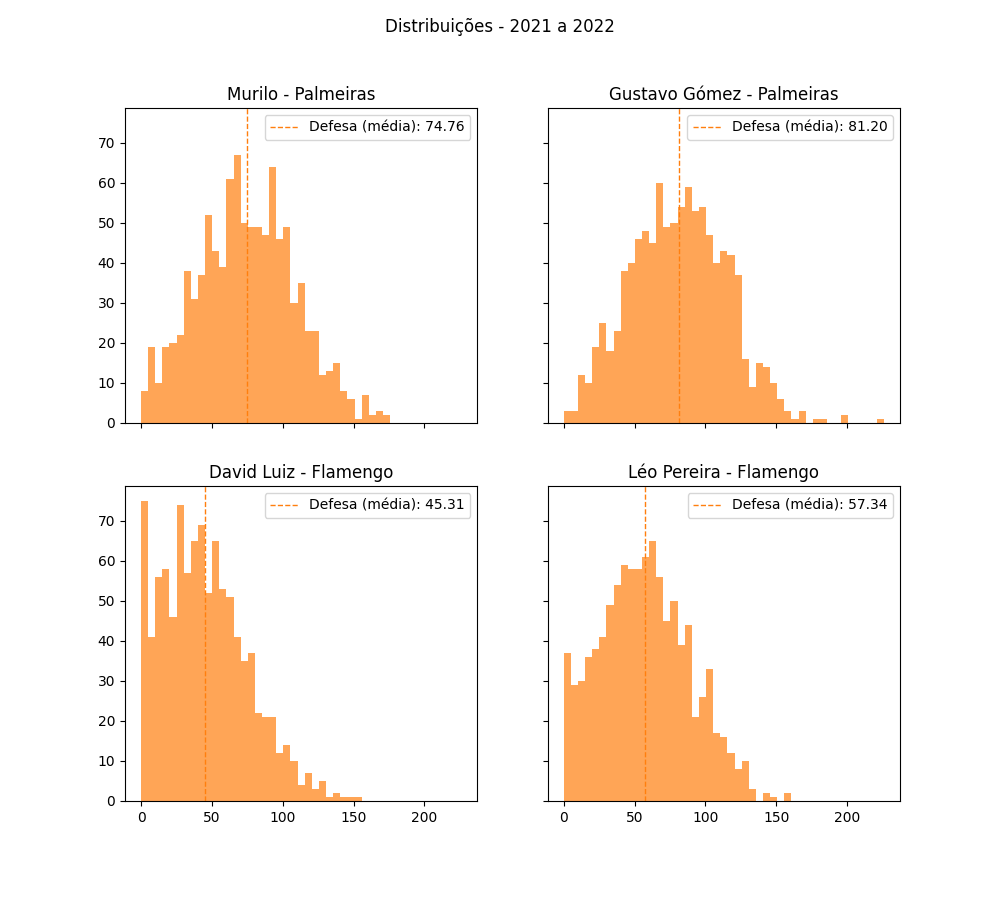 Distribuições - 2021 a 2022
Murilo - Palmeiras
Defesa (média): 74.76
0
10
20
30
40
50
60
70
Gustavo Gómez - Palmeiras
Defesa (média): 81.20
David Luiz - Flamengo
Defesa (média): 45.31
0
10
20
30
40
50
60
70
0 50 100 150 200
Léo Pereira - Flamengo
Defesa (média): 57.34
0 50 100 150 200